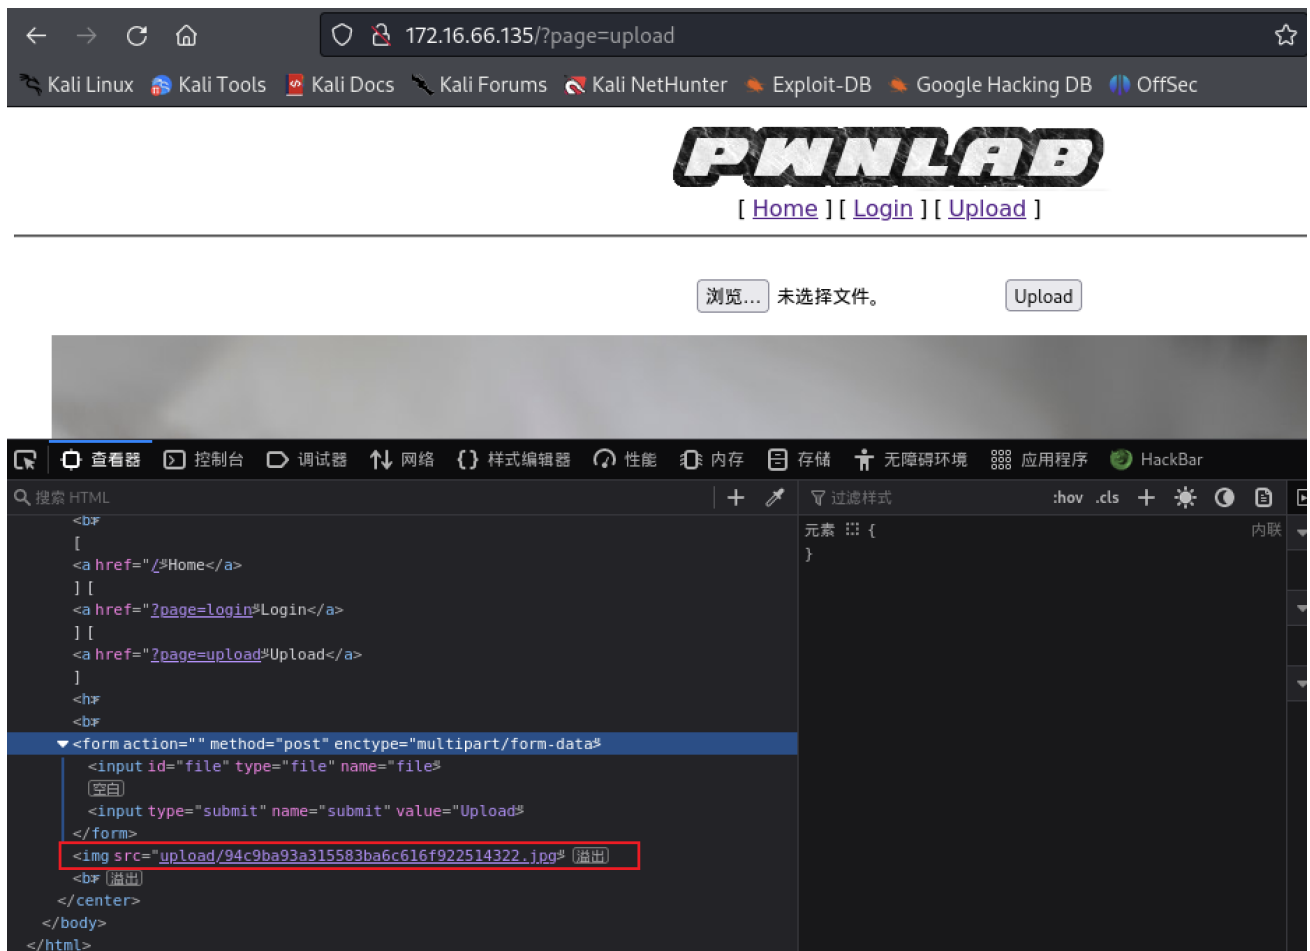 172.16.66.135/?page=upload
Kali Linux Kali Tools Kali Docs Kali Forums Kali NetHunter Exploit-DB Google Hacking DB OffSec
PWNLAB
[ Home ] [ Login ] [ Upload ]
浏览… 未选择文件。 Upload
查看器 控制台 调试器 网络 样式编辑器 性能 内存 存储 无障碍环境 应用程序 HackBar
搜索 HTML
过滤样式 :hov .cls
<br>
[
<a href="/">Home</a>
] [
<a href="?page=login">Login</a>
] [
<a href="?page=upload">Upload</a>
]
<hr>
<br>
<form action="" method="post" enctype="multipart/form-data">
<input id="file" type="file" name="file">
空白
<input type="submit" name="submit" value="Upload">
</form>
<img src="upload/94c9ba93a315583ba6c616f922514322.jpg"> 溢出
<br> 溢出
</center>
</body>
</html>
元素 { 内联
}